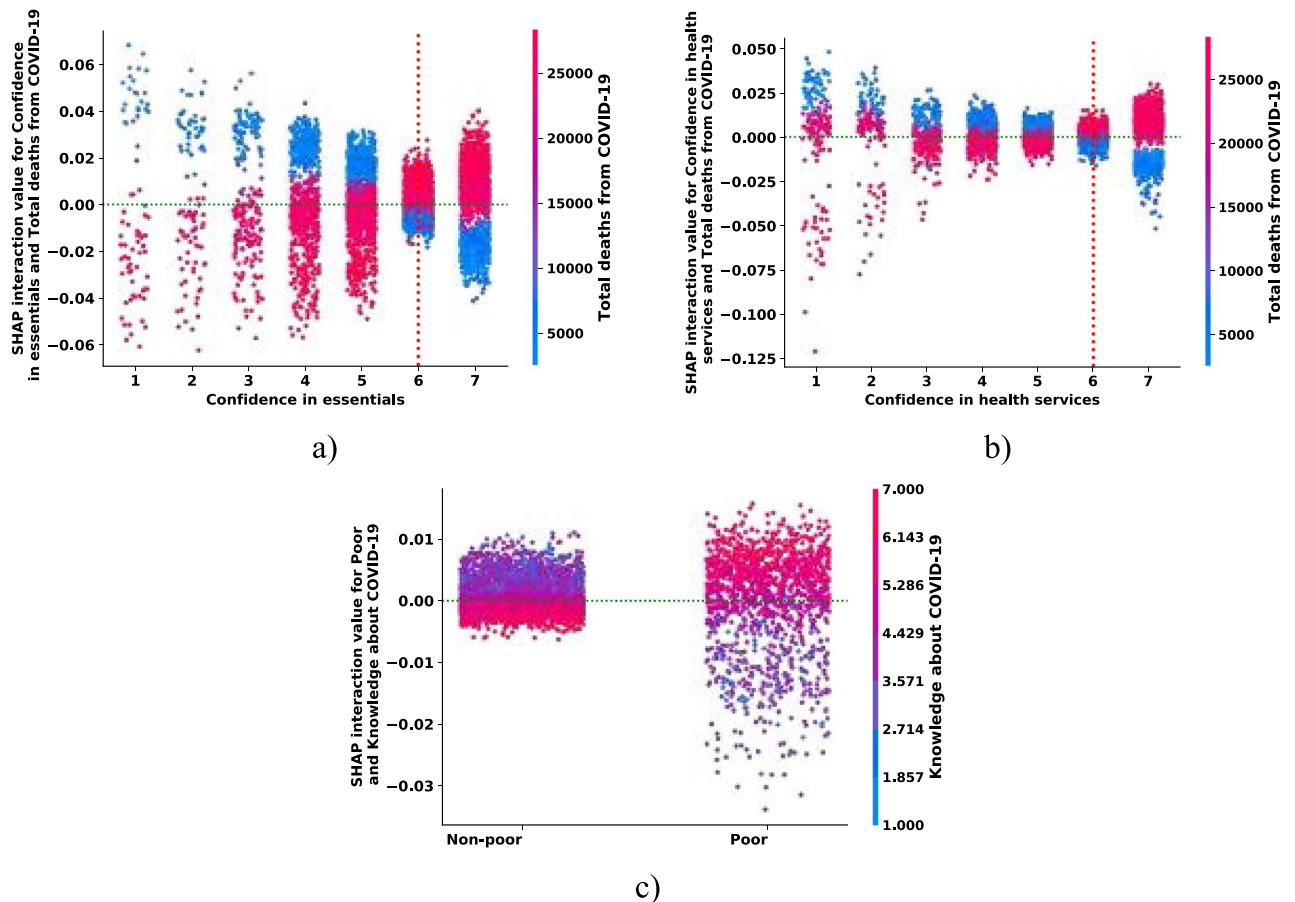 SHAP interaction value for Confidence
in essentials and Total deaths from COVID-19
0.06
0.04
0.02
0.00
−0.02
−0.04
−0.06
1 2 3 4 5 6 7
Confidence in essentials
25000
20000
15000
10000
5000
Total deaths from COVID-19
a)
SHAP interaction value for Confidence in health
services and Total deaths from COVID-19
0.050
0.025
0.000
−0.025
−0.050
−0.075
−0.100
−0.125
1 2 3 4 5 6 7
Confidence in health services
25000
20000
15000
10000
5000
Total deaths from COVID-19
b)
SHAP interaction value for Poor
and Knowledge about COVID-19
0.01
0.00
−0.01
−0.02
−0.03
Non-poor Poor
7.000
6.143
5.286
4.429
3.571
2.714
1.857
1.000
Knowledge about COVID-19
c)